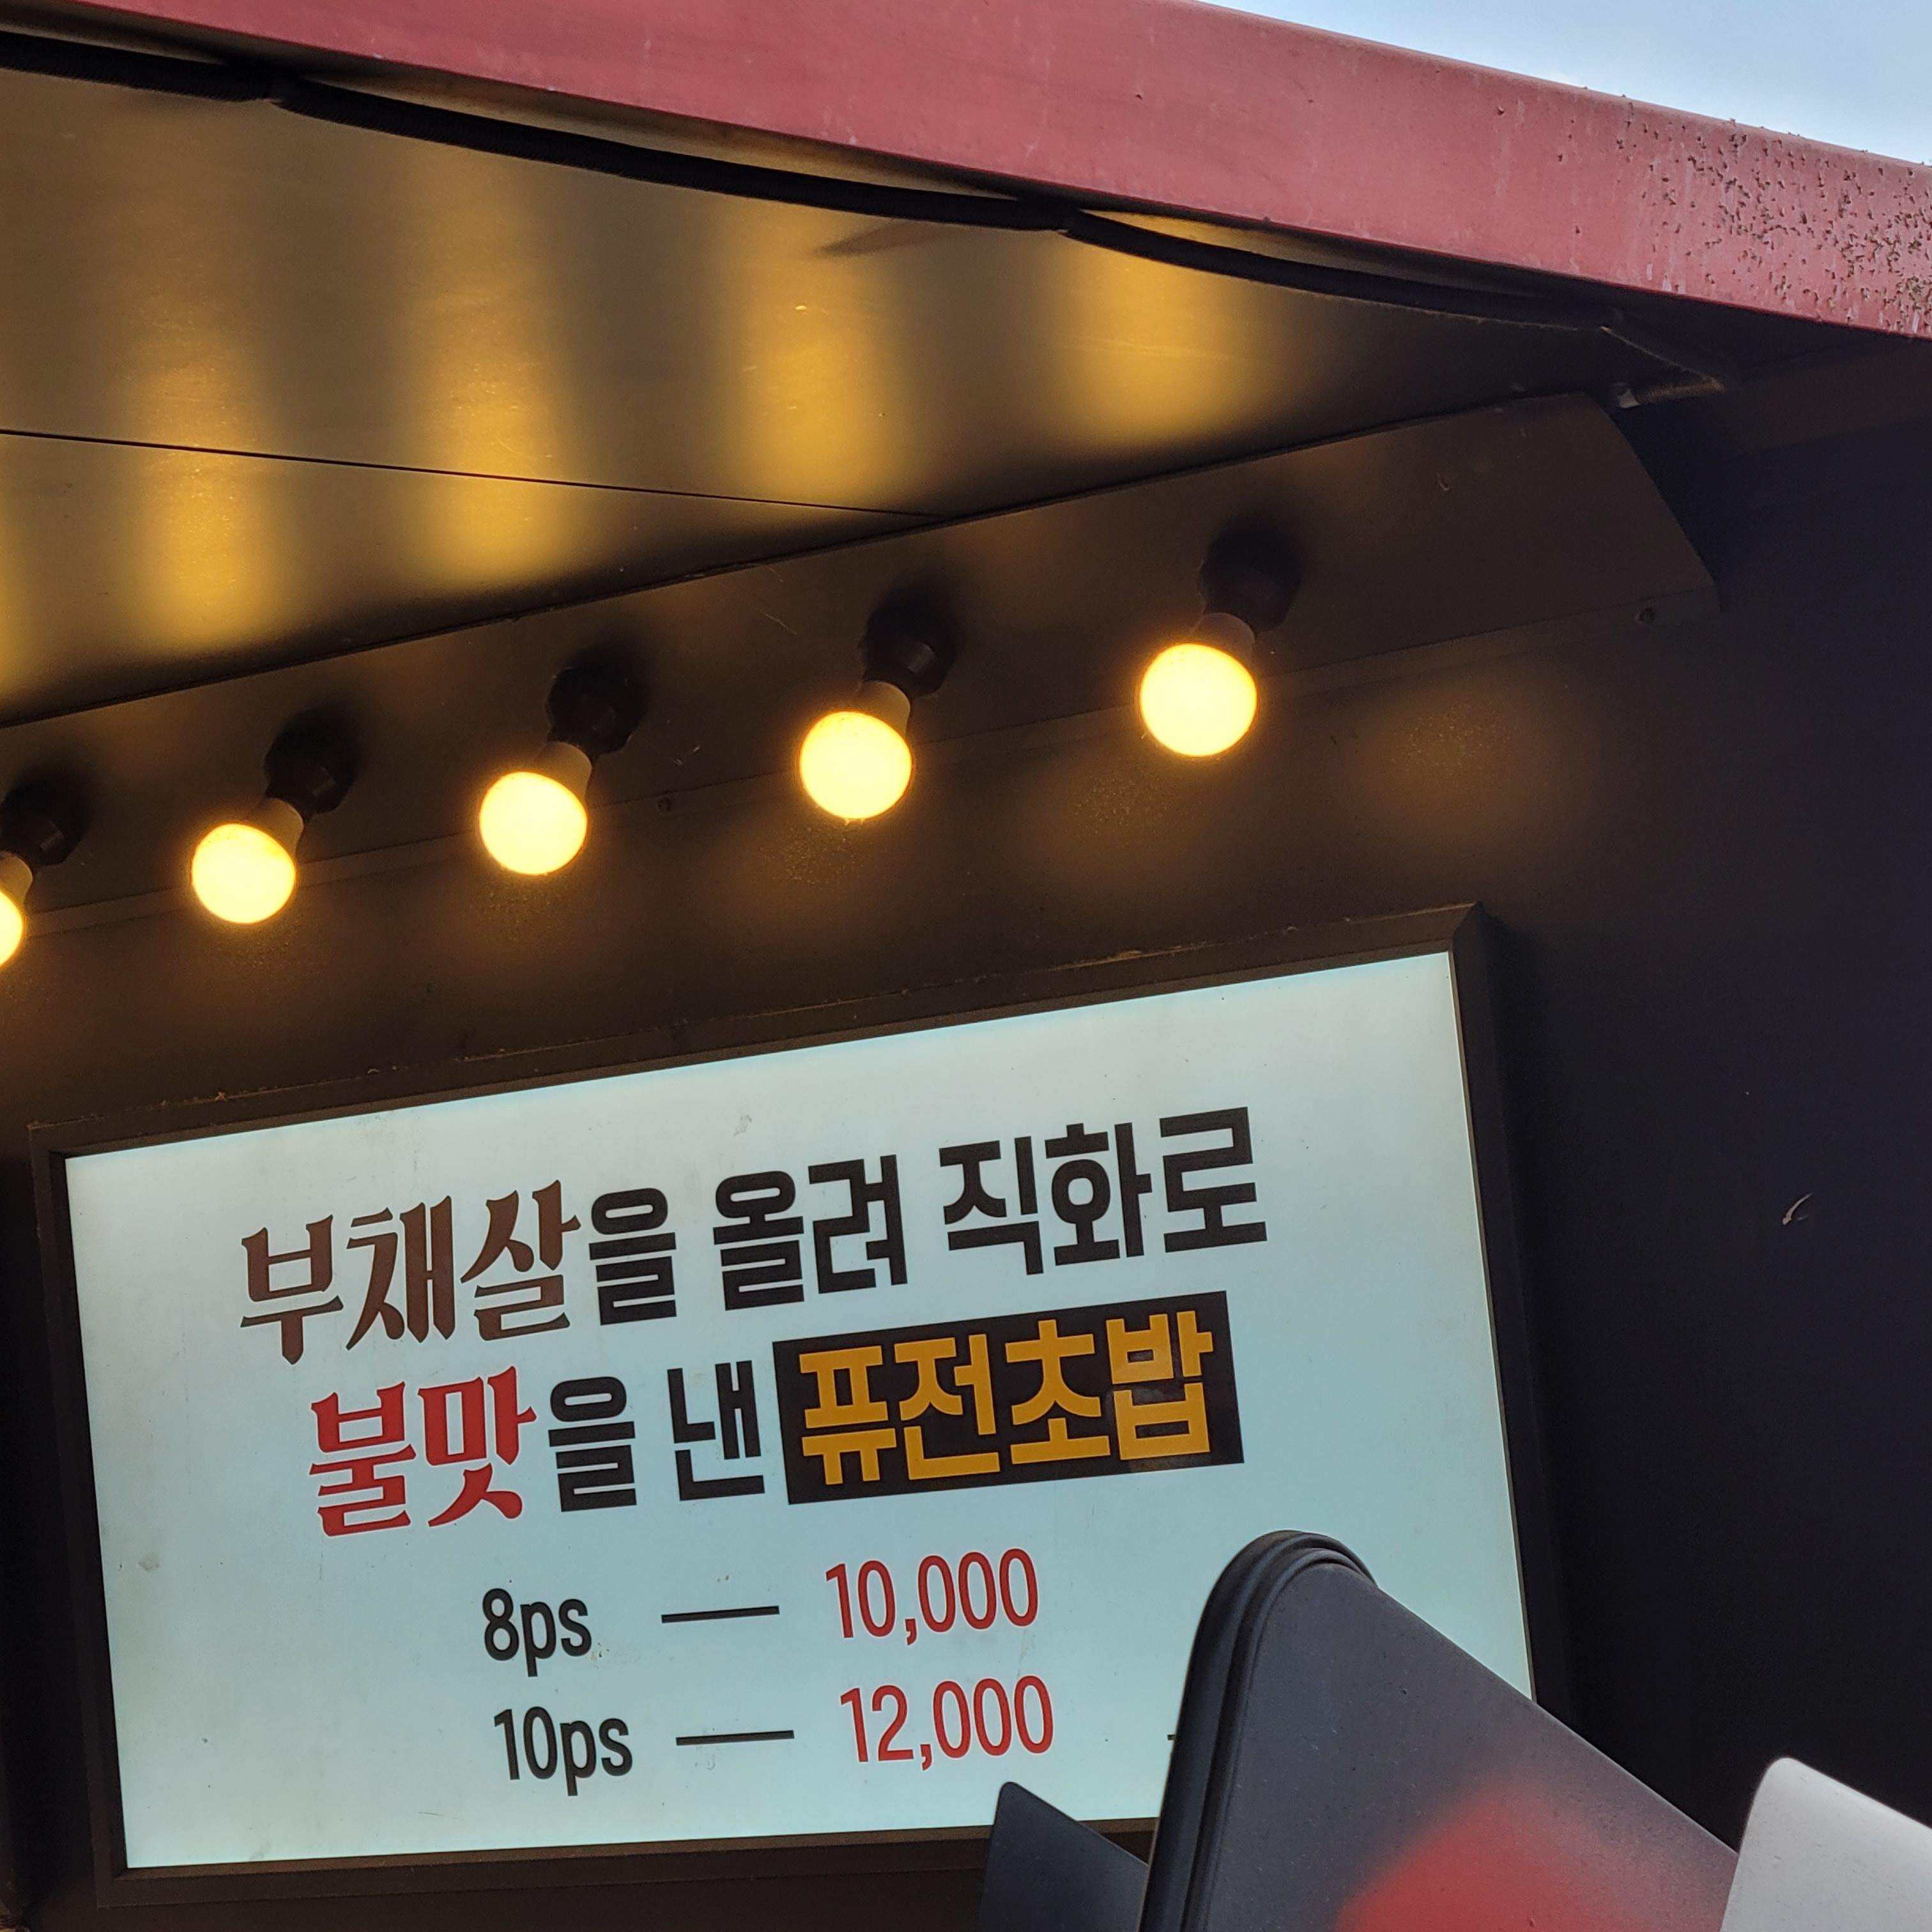 부채살을 올려 직화로
불맛을 낸 퓨전초밥
8ps — 10,000
10ps — 12,000